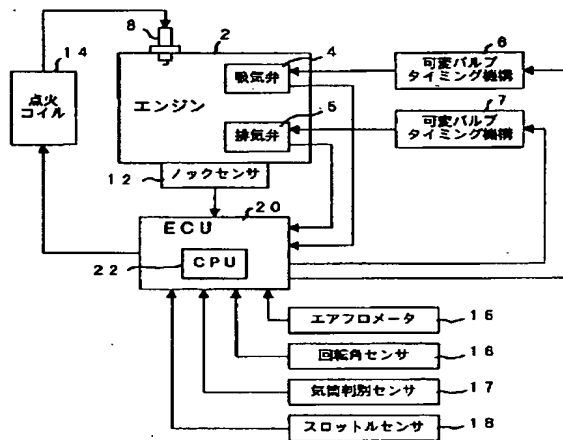 8
2
14
4
6
点火
コイル
エンジン
吸気弁
可変バルブ
タイミング機構
5
7
排気弁
可変バルブ
タイミング機構
12
ノックセンサ
20
ECU
22
CPU
エアフロメータ
15
回転角センサ
16
気筒判別センサ
17
スロットルセンサ
18